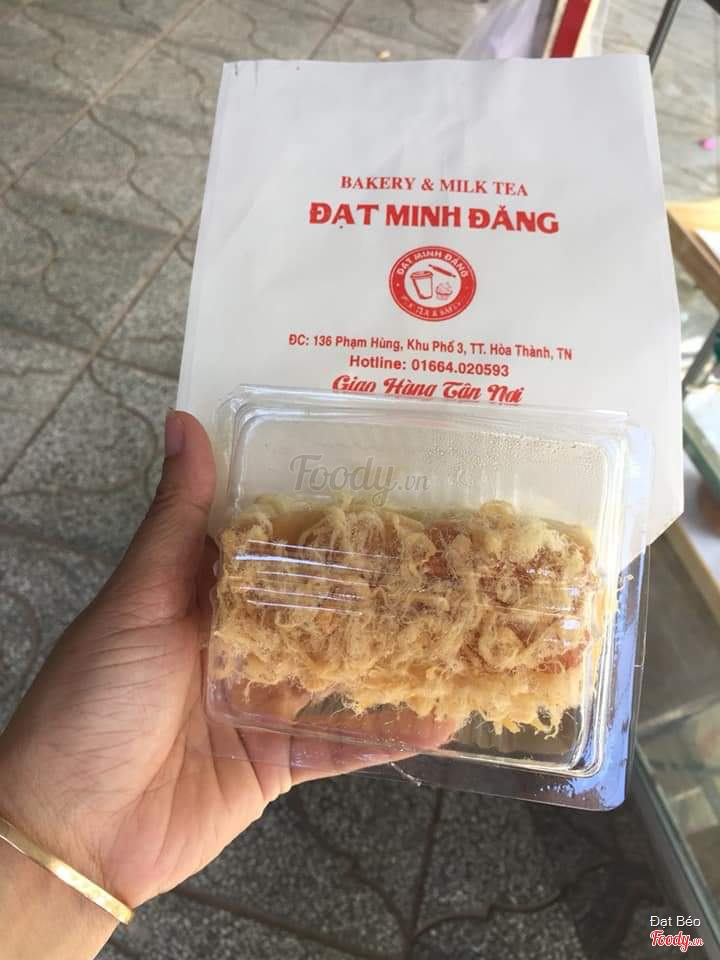 BAKERY & MILK TEA
ĐẠT MINH ĐĂNG
ĐẠT MINH ĐĂNG
ĐC: 136 Phạm Hùng, Khu Phố 3, TT. Hòa Thành, TN
Hotline: 01664.020593
Giao Hàng Tận Nơi
Foody.vn
Đạt Béo
Foody.vn